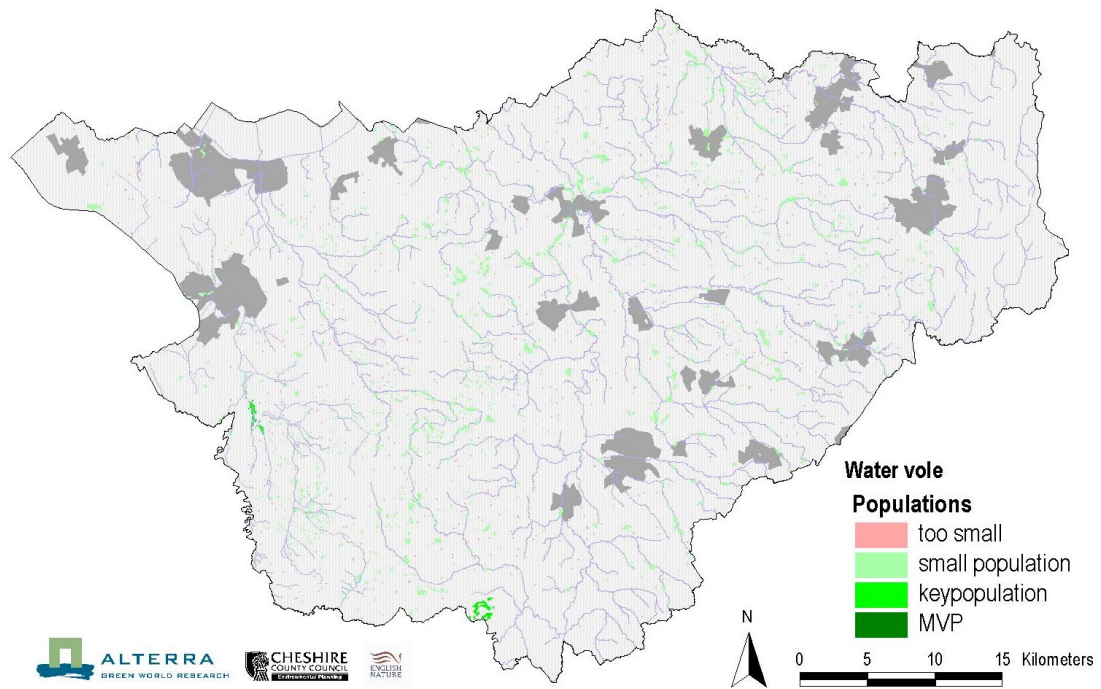 Water vole
Populations
too small
small population
keypopulation
MVP
N
0 5 10 15 Kilometers
ALTERRA
GREEN WORLD RESEARCH
CHESHIRE
COUNTY COUNCIL
Environmental Planning
ENGLISH
NATURE